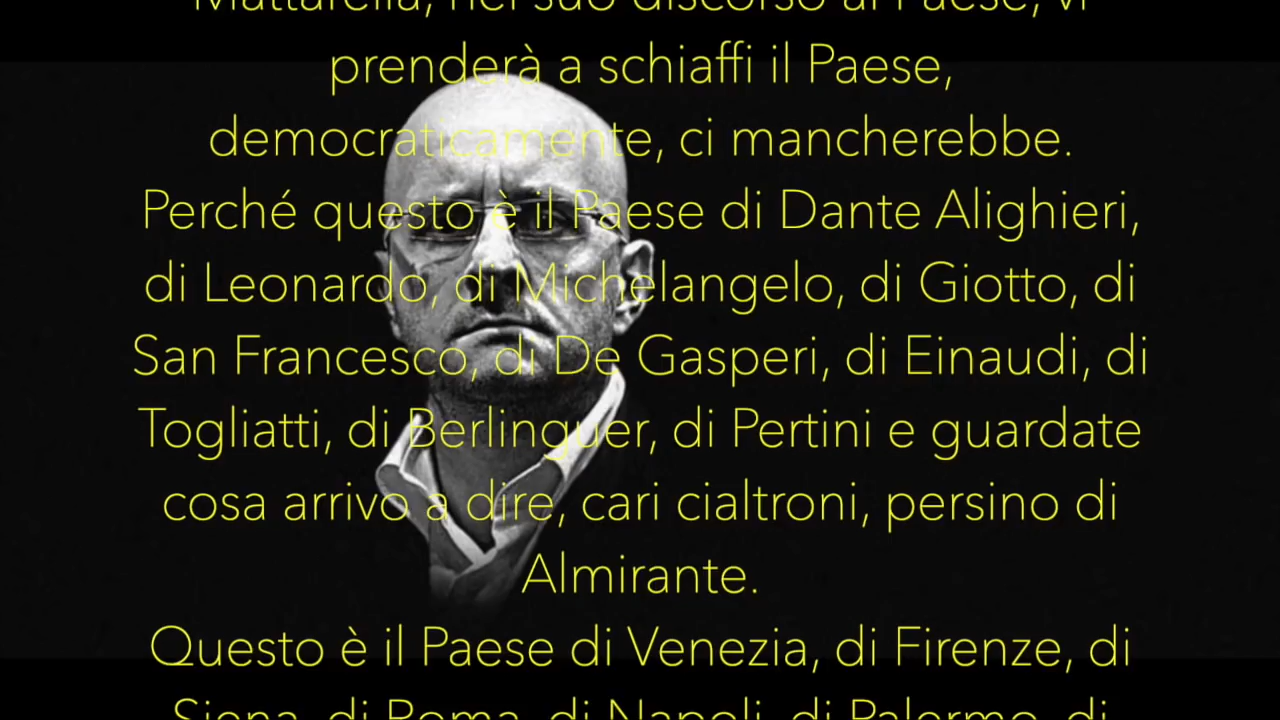 Mattarella, nel suo discorso al Paese, vi
prenderà a schiaffi il Paese,
democraticamente, ci mancherebbe.
Perché questo è il Paese di Dante Alighieri,
di Leonardo, di Michelangelo, di Giotto, di
San Francesco, di De Gasperi, di Einaudi, di
Togliatti, di Berlinguer, di Pertini e guardate
cosa arrivo a dire, cari cialtroni, persino di
Almirante.
Questo è il Paese di Venezia, di Firenze, di
Siena, di Roma, di Napoli, di Palermo, di